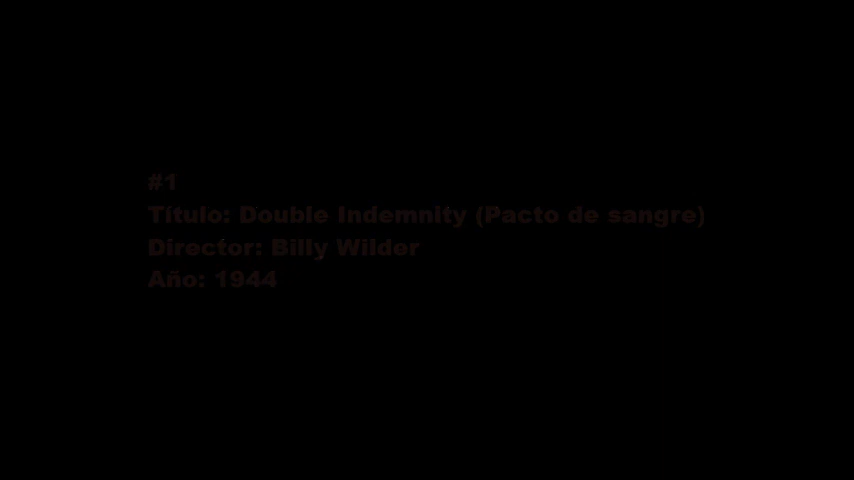 #1
Título: Double Indemnity (Pacto de sangre)
Director: Billy Wilder
Año: 1944